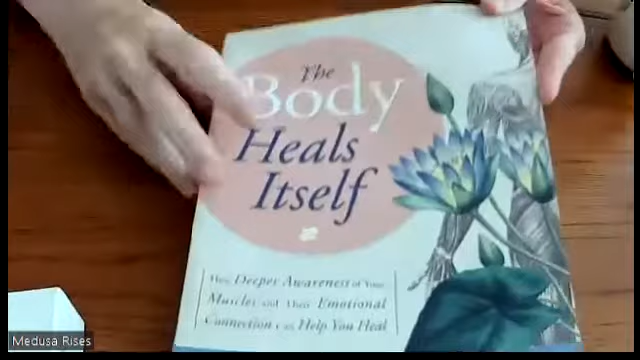 The
Body
Heals
Itself
How Deeper Awareness of Your
Muscles and Their Emotional
Connection Can Help You Heal
Medusa Rises